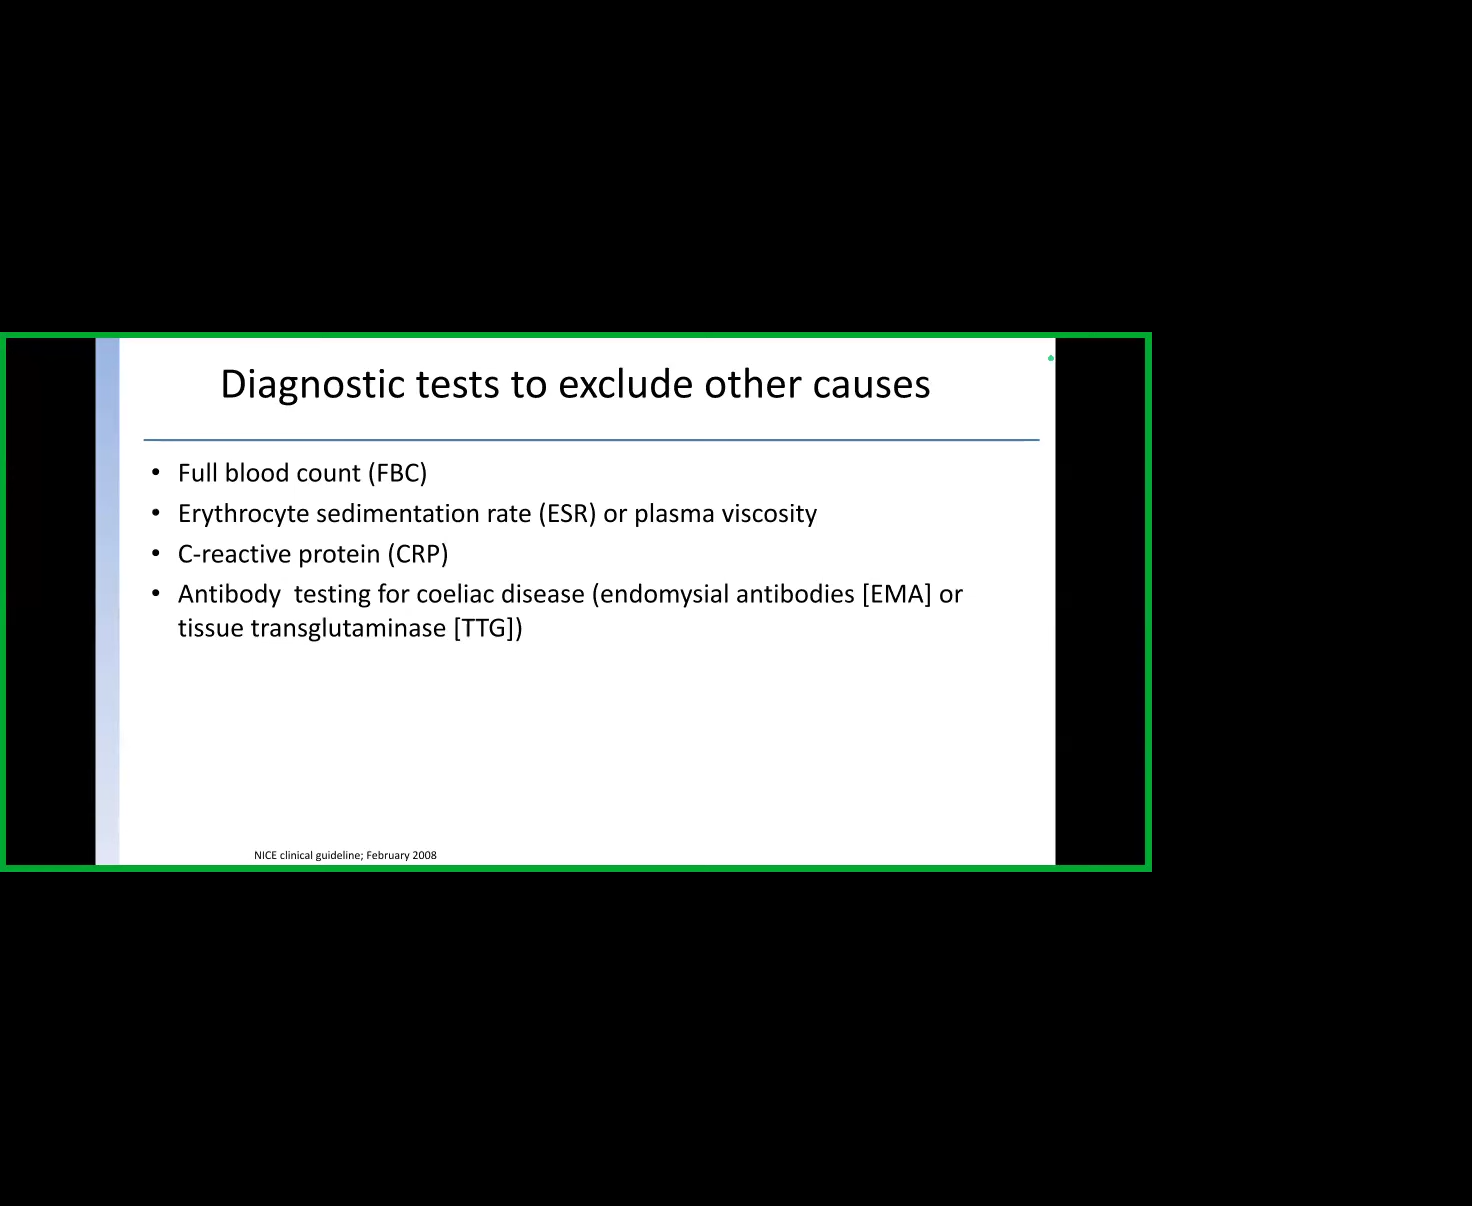 Diagnostic tests to exclude other causes
• Full blood count (FBC)
• Erythrocyte sedimentation rate (ESR) or plasma viscosity
• C-reactive protein (CRP)
• Antibody  testing for coeliac disease (endomysial antibodies [EMA] or
tissue transglutaminase [TTG])
NICE clinical guideline; February 2008